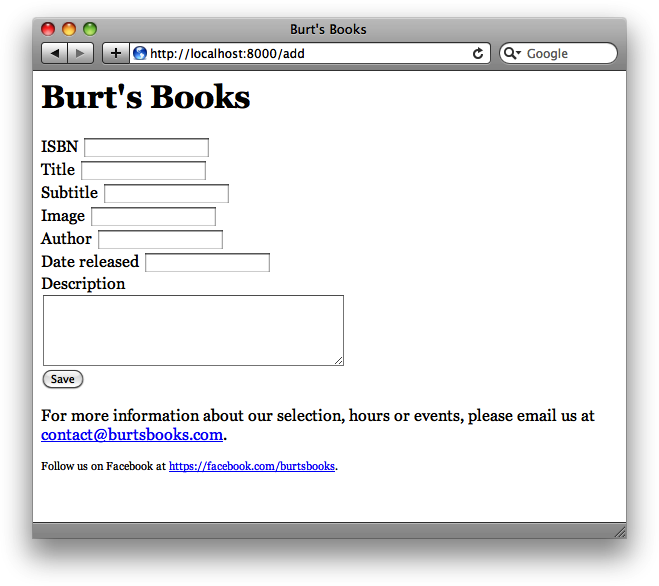 Burt's Books
http://localhost:8000/add
Google
Burt's Books
ISBN
Title
Subtitle
Image
Author
Date released
Description
Save
For more information about our selection, hours or events, please email us at
contact@burtsbooks.com.
Follow us on Facebook at https://facebook.com/burtsbooks.